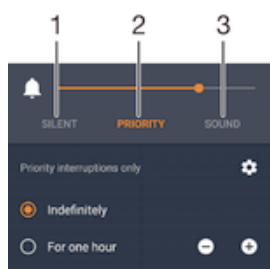 1 2 3
SILENT PRIORITY SOUND
Priority interruptions only
Indefinitely
For one hour